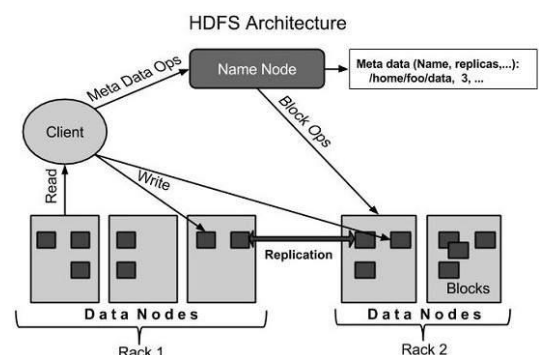 HDFS Architecture
Meta Data Ops
Name Node
Meta data (Name, replicas,...):
/home/foo/data, 3, ...
Client
Block Ops
Read
Write
Replication
Blocks
Data Nodes
Data Nodes
Rack 1
Rack 2